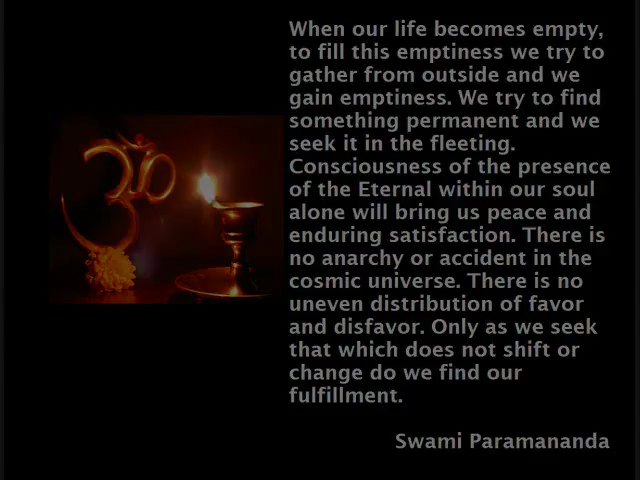 When our life becomes empty,
to fill this emptiness we try to
gather from outside and we
gain emptiness. We try to find
something permanent and we
seek it in the fleeting.
Consciousness of the presence
of the Eternal within our soul
alone will bring us peace and
enduring satisfaction. There is
no anarchy or accident in the
cosmic universe. There is no
uneven distribution of favor
and disfavor. Only as we seek
that which does not shift or
change do we find our
fulfillment.
Swami Paramananda